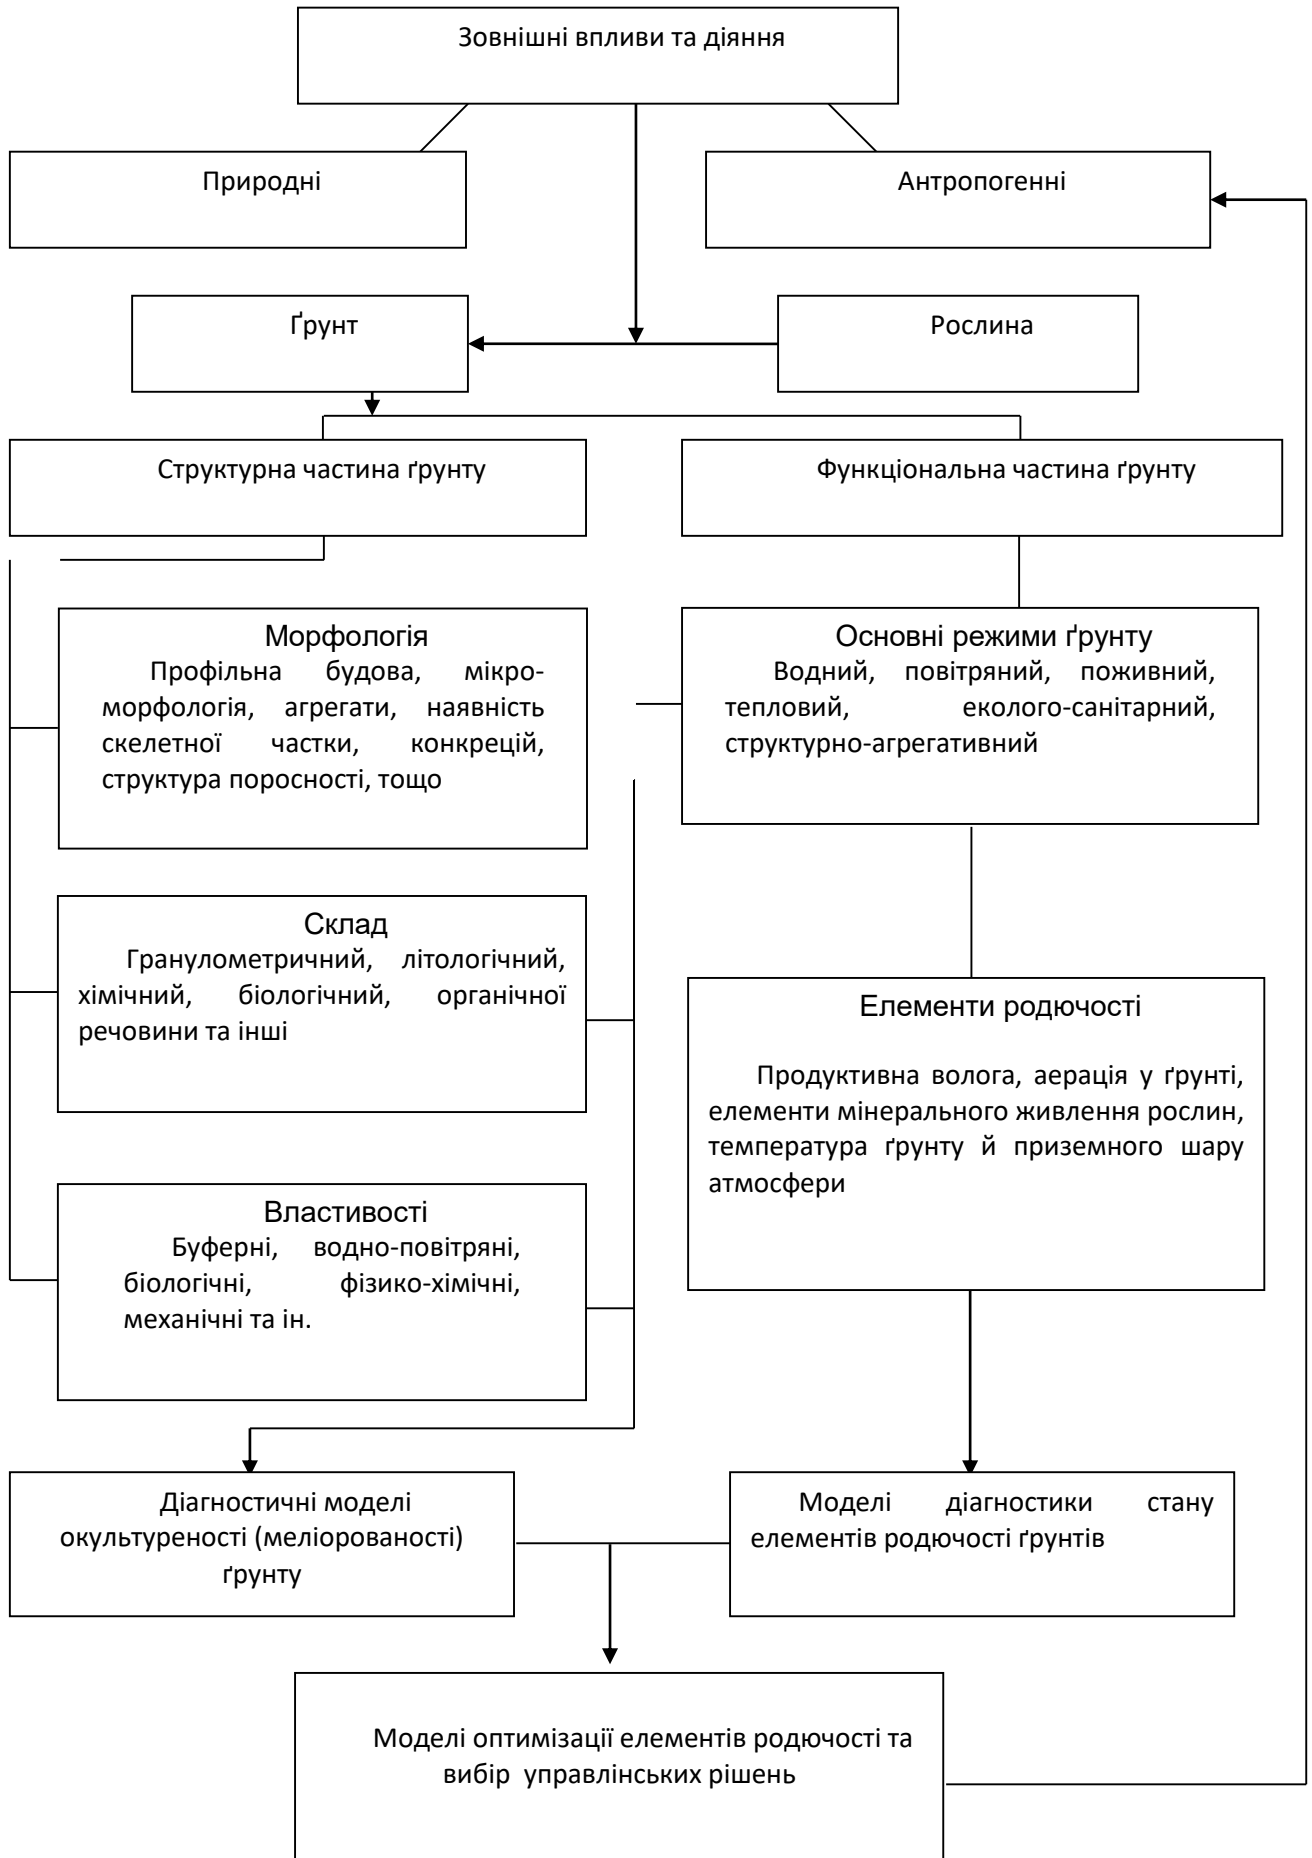 Зовнішні впливи та діяння
Природні
Антропогенні
Ґрунт
Рослина
Структурна частина ґрунту
Функціональна частина ґрунту
Морфологія
Профільна будова, мікро-
морфологія, агрегати, наявність
скелетної частки, конкрецій,
структура поросності, тощо
Основні режими ґрунту
Водний, повітряний, поживний,
тепловий, еколого-санітарний,
структурно-агрегативний
Склад
Гранулометричний, літологічний,
хімічний, біологічний, органічної
речовини та інші
Елементи родючості
Продуктивна волога, аерація у ґрунті,
елементи мінерального живлення рослин,
температура ґрунту й приземного шару
атмосфери
Властивості
Буферні, водно-повітряні,
біологічні, фізико-хімічні,
механічні та ін.
Діагностичні моделі
окультуреності (меліорованості)
ґрунту
Моделі діагностики стану
елементів родючості ґрунтів
Моделі оптимізації елементів родючості та
вибір управлінських рішень